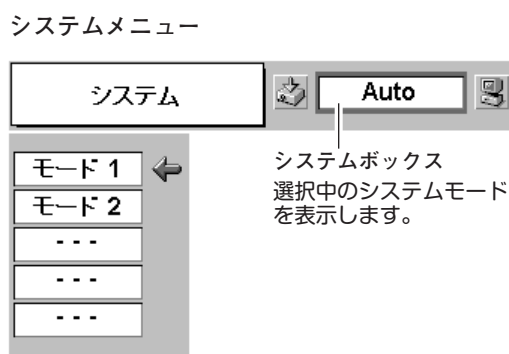 システムメニュー
システム
Auto
モード 1
モード 2
- - -
- - -
- - -
システムボックス
選択中のシステムモード
を表示します。